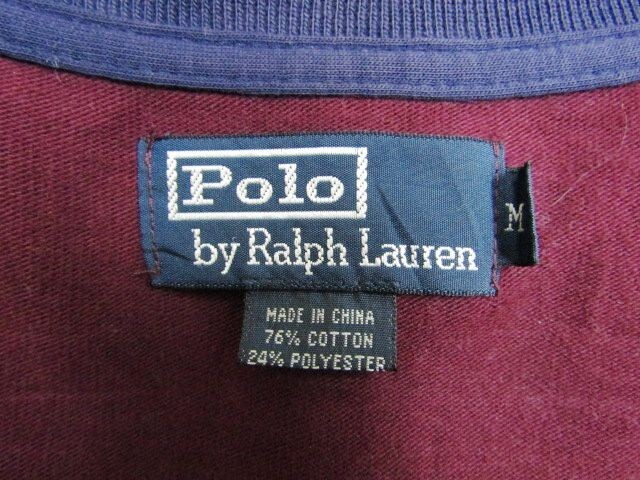 Polo
by Ralph Lauren
M
MADE IN CHINA
76% COTTON
24% POLYESTER